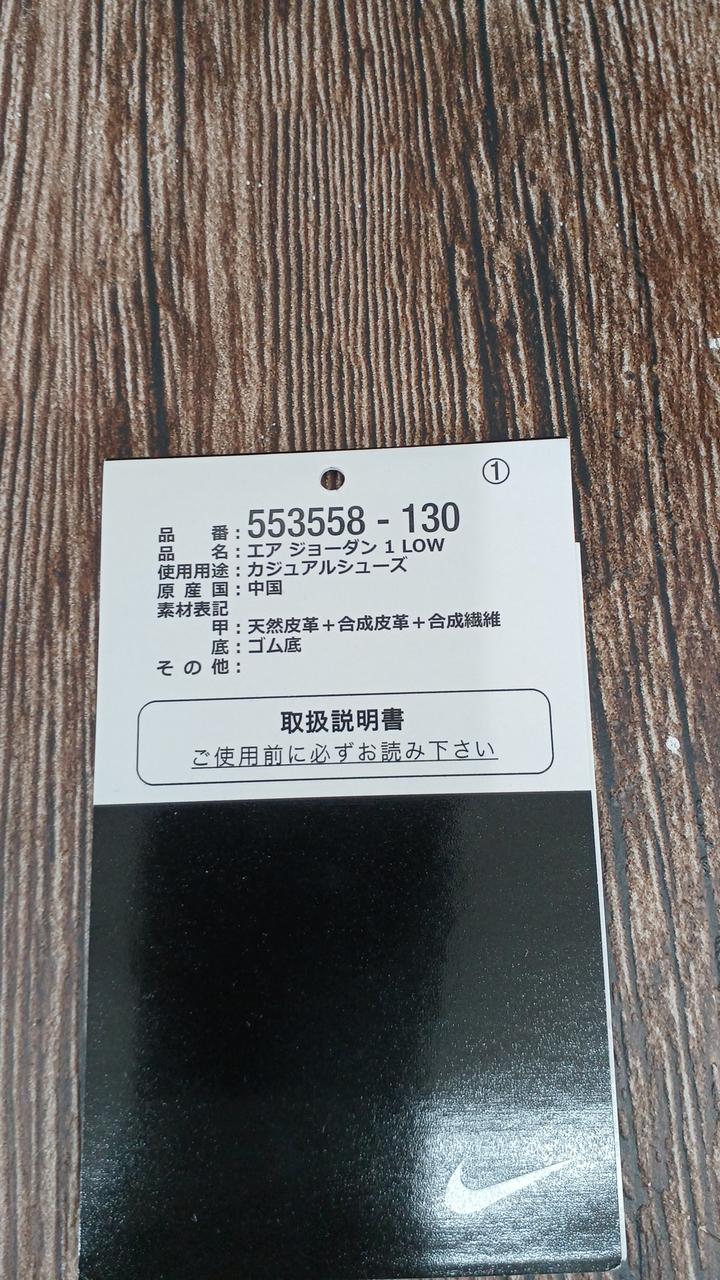 ①
品番：553558 - 130
品名：エア ジョーダン 1 LOW
使用用途：カジュアルシューズ
原産国：中国
素材表記
甲：天然皮革＋合成皮革＋合成繊維
底：ゴム底
その他：
取扱説明書
ご使用前に必ずお読み下さい